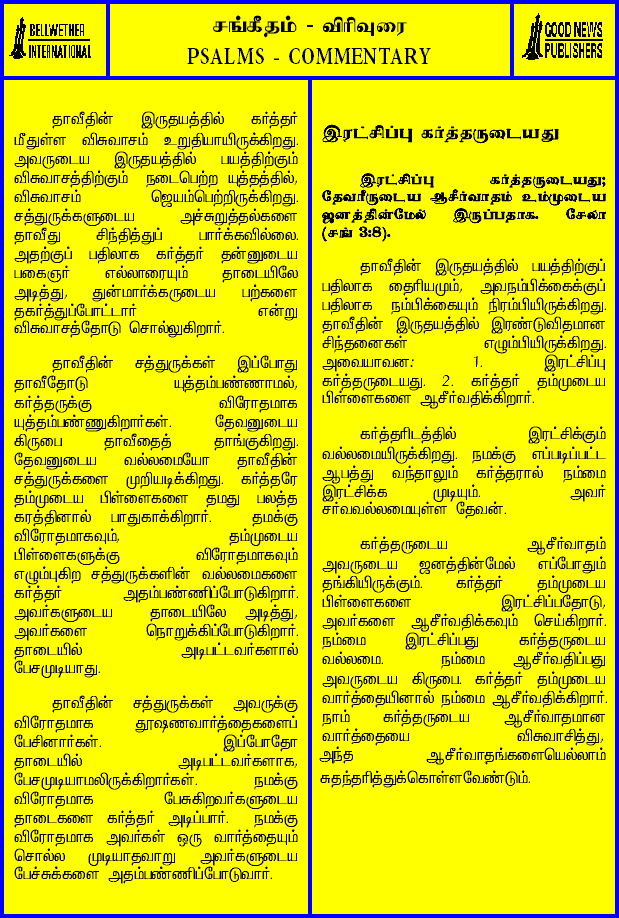 BELLWETHER
INTERNATIONAL
சங்கீதம் - விரிவுரை
PSALMS - COMMENTARY
GOOD NEWS
PUBLISHERS
தாவீதின் இருதயத்தில் கர்த்தர்
மீதுள்ள விசுவாசம் உறுதியாயிருக்கிறது.
அவருடைய இருதயத்தில் பயத்திற்கும்
விசுவாசத்திற்கும் நடைபெற்ற யுத்தத்தில்,
விசுவாசம் ஜெயம்பெற்றிருக்கிறது.
சத்துருக்களுடைய அச்சுறுத்தல்களை
தாவீது சிந்தித்துப் பார்க்கவில்லை.
அதற்குப் பதிலாக கர்த்தர் தன்னுடைய
பகைஞர் எல்லாரையும் தாடையிலே
அடித்து, துன்மார்க்கருடைய பற்களை
தகர்த்துப்போட்டார் என்று
விசுவாசத்தோடு சொல்லுகிறார்.
தாவீதின் சத்துருக்கள் இப்போது
தாவீதோடு யுத்தம்பண்ணாமல்,
கர்த்தருக்கு விரோதமாக
யுத்தம்பண்ணுகிறார்கள். தேவனுடைய
கிருபை தாவீதைத் தாங்குகிறது.
தேவனுடைய வல்லமையோ தாவீதின்
சத்துருக்களை முறியடிக்கிறது. கர்த்தரே
தம்முடைய பிள்ளைகளை தமது பலத்த
கரத்தினால் பாதுகாக்கிறார். தமக்கு
விரோதமாகவும், தம்முடைய
பிள்ளைகளுக்கு விரோதமாகவும்
எழும்புகிற சத்துருக்களின் வல்லமைகளை
கர்த்தர் அதம்பண்ணிப்போடுகிறார்.
அவர்களுடைய தாடையிலே அடித்து,
அவர்களை நொறுக்கிப்போடுகிறார்.
தாடையில் அடிபட்டவர்களால்
பேசமுடியாது.
தாவீதின் சத்துருக்கள் அவருக்கு
விரோதமாக தூஷணவார்த்தைகளைப்
பேசினார்கள். இப்போதோ
தாடையில் அடிபட்டவர்களாக,
பேசமுடியாமலிருக்கிறார்கள். நமக்கு
விரோதமாக பேசுகிறவர்களுடைய
தாடைகளை கர்த்தர் அடிப்பார். நமக்கு
விரோதமாக அவர்கள் ஒரு வார்த்தையும்
சொல்ல முடியாதவாறு அவர்களுடைய
பேச்சுக்களை அதம்பண்ணிப்போடுவார்.
இரட்சிப்பு கர்த்தருடையது
இரட்சிப்பு கர்த்தருடையது;
தேவரீருடைய ஆசீர்வாதம் உம்முடைய
ஜனத்தின்மேல் இருப்பதாக. சேலா
(சங் 3:8).
தாவீதின் இருதயத்தில் பயத்திற்குப்
பதிலாக தைரியமும், அவநம்பிக்கைக்குப்
பதிலாக நம்பிக்கையும் நிரம்பியிருக்கிறது.
தாவீதின் இருதயத்தில் இரண்டுவிதமான
சிந்தனைகள் எழும்பியிருக்கிறது.
அவையாவன: 1. இரட்சிப்பு
கர்த்தருடையது. 2. கர்த்தர் தம்முடைய
பிள்ளைகளை ஆசீர்வதிக்கிறார்.
கர்த்தரிடத்தில் இரட்சிக்கும்
வல்லமையிருக்கிறது. நமக்கு எப்படிப்பட்ட
ஆபத்து வந்தாலும் கர்த்தரால் நம்மை
இரட்சிக்க முடியும். அவர்
சர்வவல்லமையுள்ள தேவன்.
கர்த்தருடைய ஆசீர்வாதம்
அவருடைய ஜனத்தின்மேல் எப்போதும்
தங்கியிருக்கும். கர்த்தர் தம்முடைய
பிள்ளைகளை இரட்சிப்பதோடு,
அவர்களை ஆசீர்வதிக்கவும் செய்கிறார்.
நம்மை இரட்சிப்பது கர்த்தருடைய
வல்லமை. நம்மை ஆசீர்வதிப்பது
அவருடைய கிருபை. கர்த்தர் தம்முடைய
வார்த்தையினால் நம்மை ஆசீர்வதிக்கிறார்.
நாம் கர்த்தருடைய ஆசீர்வாதமான
வார்த்தையை விசுவாசித்து,
அந்த ஆசீர்வாதங்களையெல்லாம்
சுதந்தரித்துக்கொள்ளவேண்டும்.